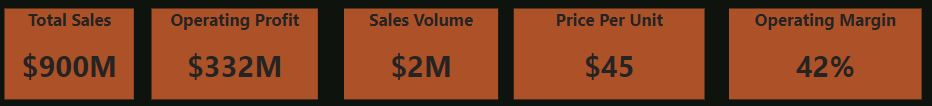 Total Sales
$900M
Operating Profit
$332M
Sales Volume
$2M
Price Per Unit
$45
Operating Margin
42%